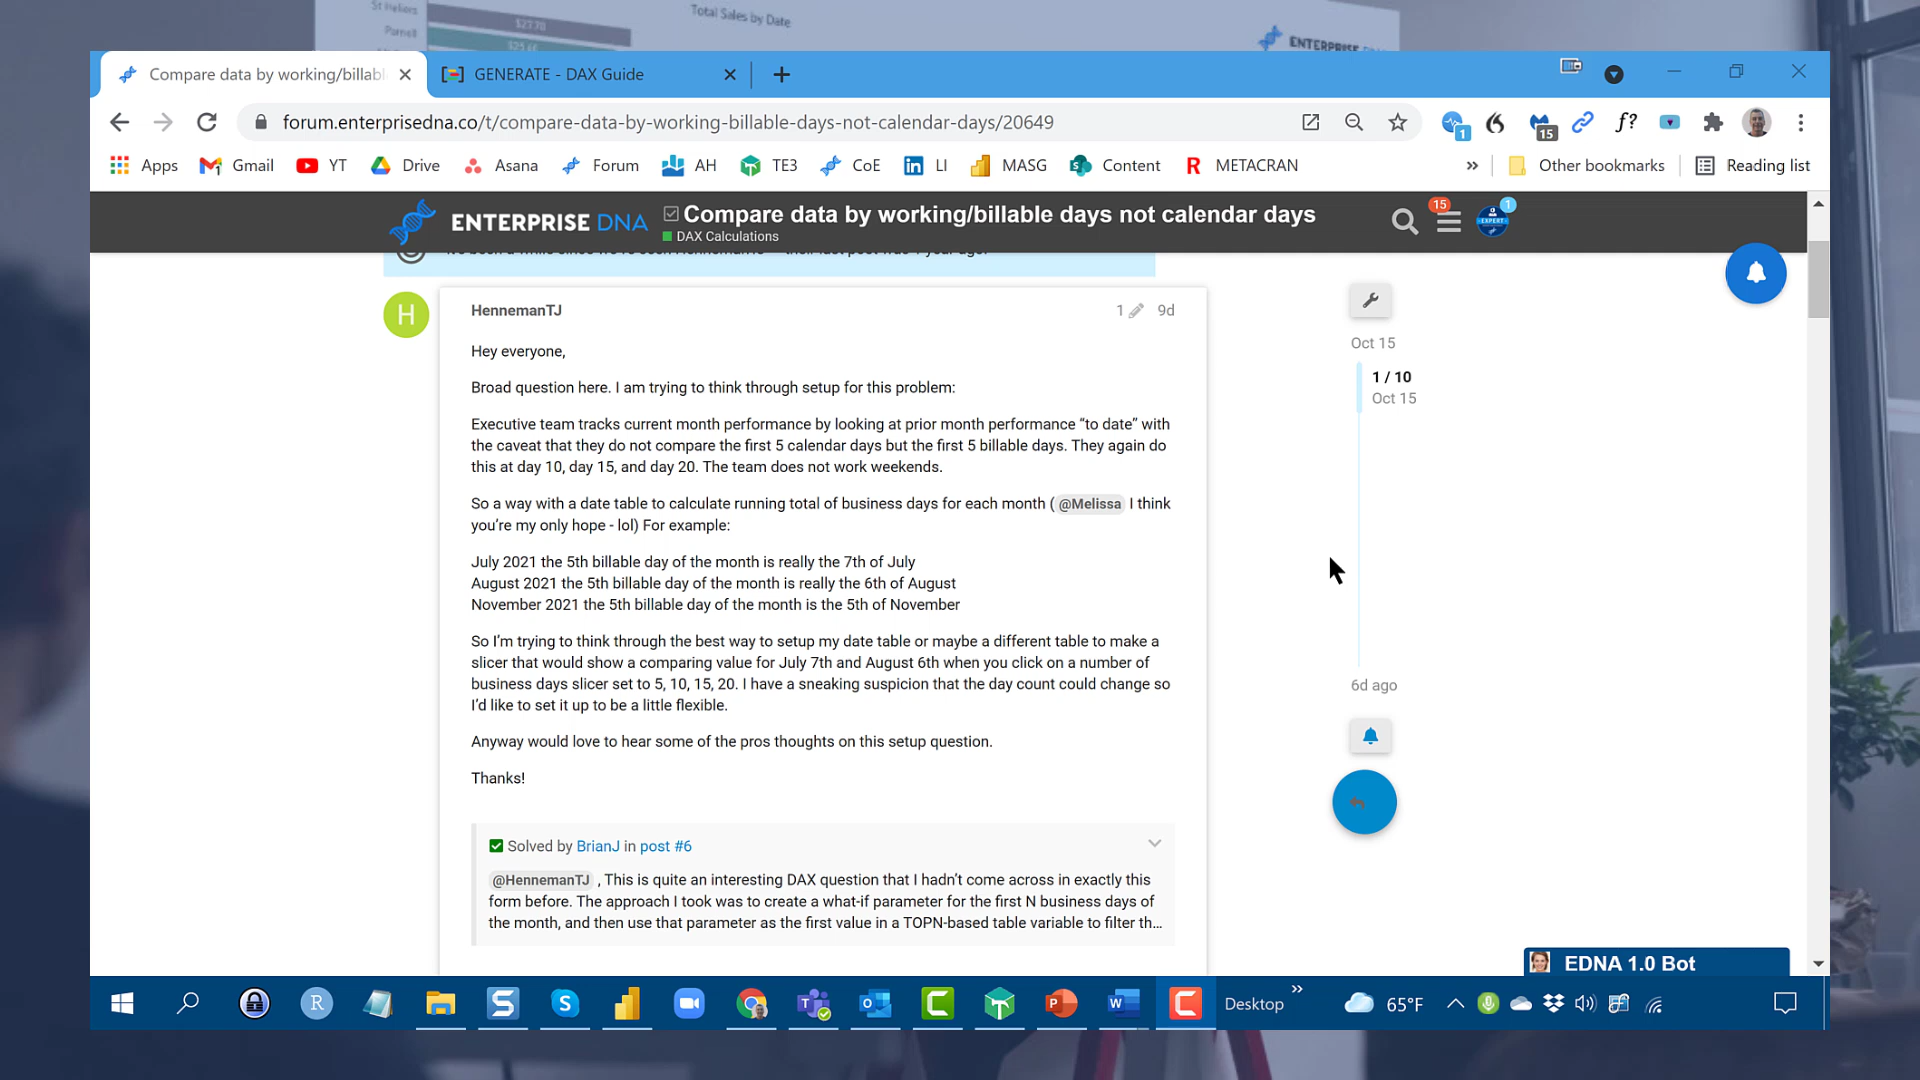 St Heliers
$27.70
Total Sales by Date
Parnell
ENTERPRISE
Compare data by working/billabl
GENERATE - DAX Guide
forum.enterprisedna.co/t/compare-data-by-working-billable-days-not-calendar-days/20649
1
f?
15
Apps
Gmail
YT
Drive
Asana
Forum
AH
TE3
CoE
LI
MASG
Content
METACRAN
»
Other bookmarks
Reading list
ENTERPRISE DNA
Compare data by working/billable days not calendar days
DAX Calculations
15
1
EXPERT
H
HennemanTJ
1
9d
Hey everyone,
Broad question here. I am trying to think through setup for this problem:
Executive team tracks current month performance by looking at prior month performance “to date” with
the caveat that they do not compare the first 5 calendar days but the first 5 billable days. They again do
this at day 10, day 15, and day 20. The team does not work weekends.
So a way with a date table to calculate running total of business days for each month ( @Melissa I think
you’re my only hope - lol) For example:
July 2021 the 5th billable day of the month is really the 7th of July
August 2021 the 5th billable day of the month is really the 6th of August
November 2021 the 5th billable day of the month is the 5th of November
So I’m trying to think through the best way to setup my date table or maybe a different table to make a
slicer that would show a comparing value for July 7th and August 6th when you click on a number of
business days slicer set to 5, 10, 15, 20. I have a sneaking suspicion that the day count could change so
I’d like to set it up to be a little flexible.
Anyway would love to hear some of the pros thoughts on this setup question.
Thanks!
Solved by BrianJ in post #6
@HennemanTJ , This is quite an interesting DAX question that I hadn’t come across in exactly this
form before. The approach I took was to create a what-if parameter for the first N business days of
the month, and then use that parameter as the first value in a TOPN-based table variable to filter th…
Oct 15
1 / 10
Oct 15
6d ago
EDNA 1.0 Bot
Desktop
»
65°F